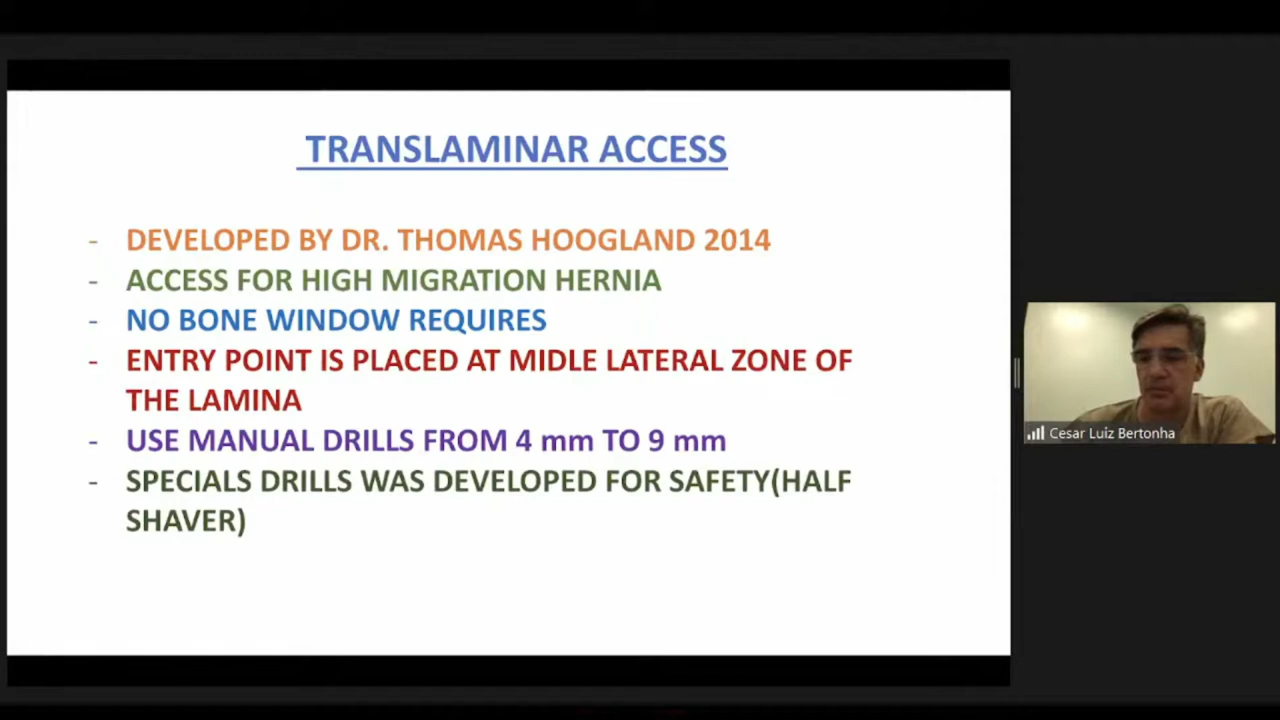 TRANSLAMINAR ACCESS
- DEVELOPED BY DR. THOMAS HOOGLAND 2014
- ACCESS FOR HIGH MIGRATION HERNIA
- NO BONE WINDOW REQUIRES
- ENTRY POINT IS PLACED AT MIDLE LATERAL ZONE OF
THE LAMINA
- USE MANUAL DRILLS FROM 4 mm TO 9 mm
- SPECIALS DRILLS WAS DEVELOPED FOR SAFETY(HALF
SHAVER)
Cesar Luiz Bertonha